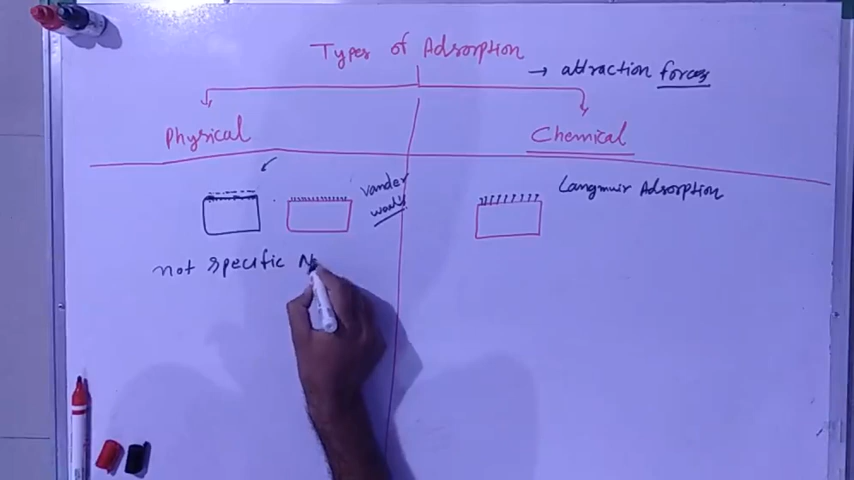 Types of Adsorption
→ attraction forces
Physical
Chemical
vander
waals
Langmuir Adsorption
not specific N